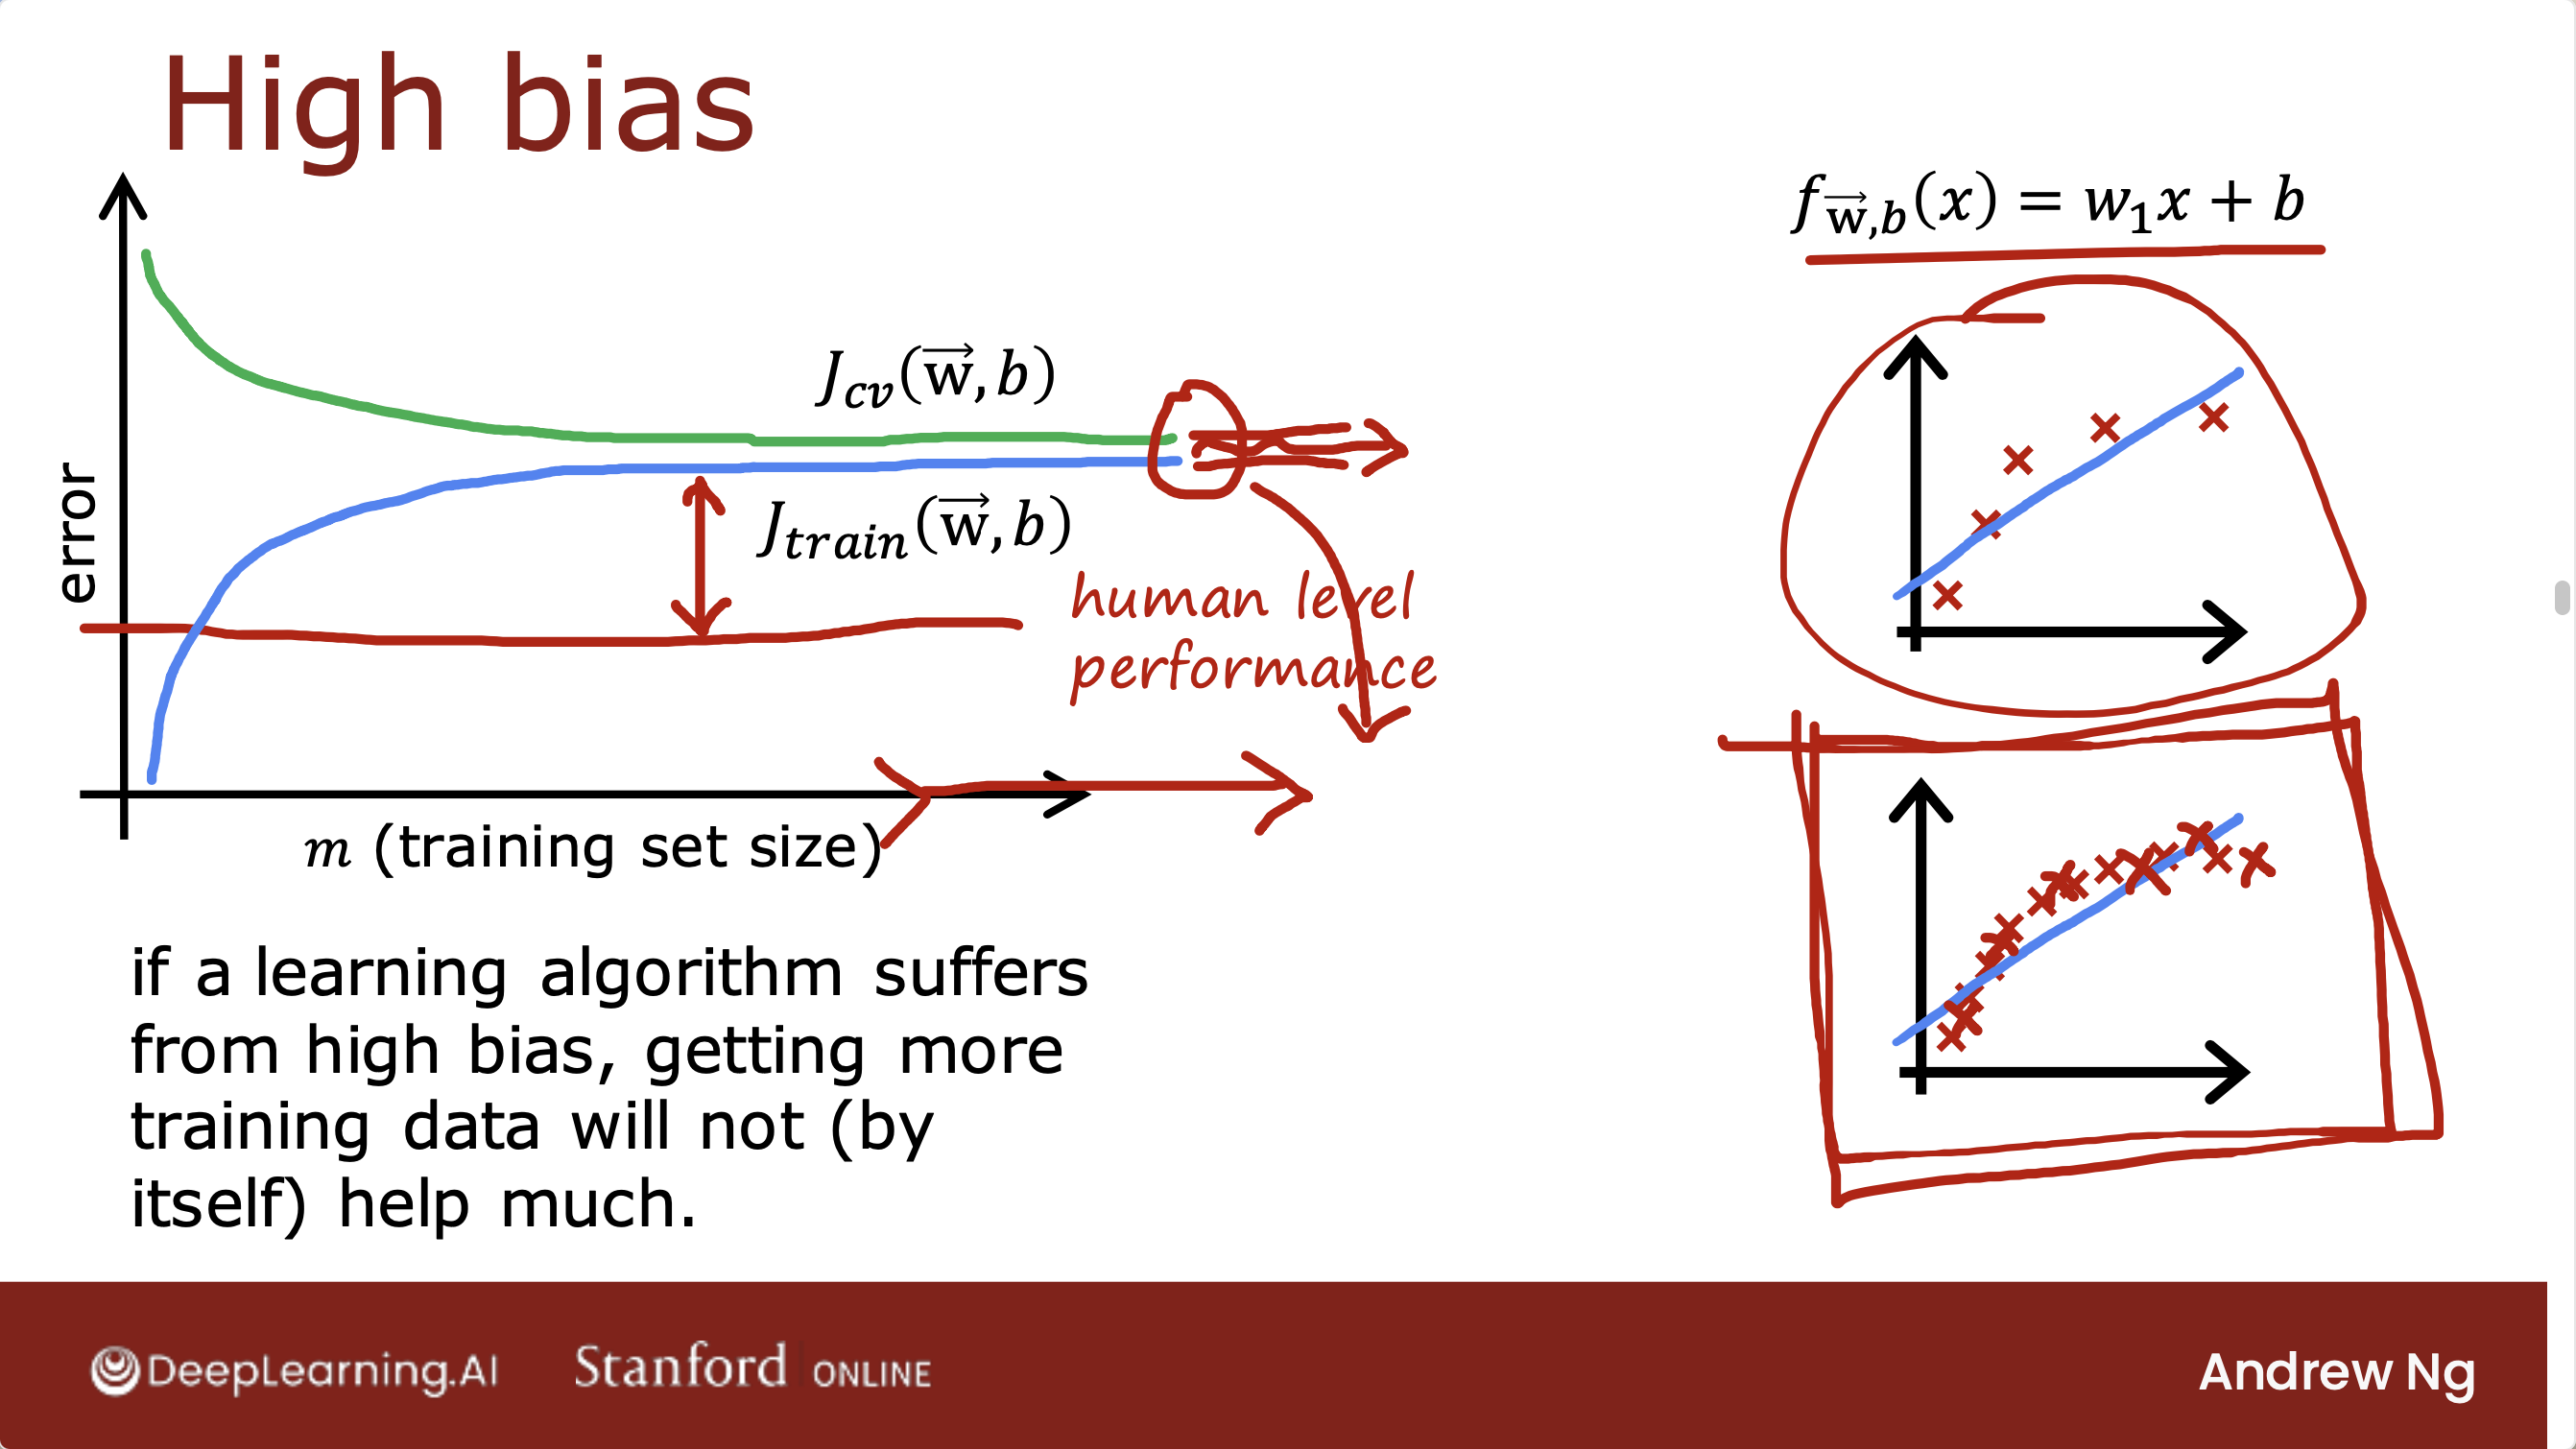 High bias
f_{\vec{w},b}(x) = w_1x + b
J_{cv}(\vec{w}, b)
J_{train}(\vec{w}, b)
error
human level
performance
m (training set size)
if a learning algorithm suffers
from high bias, getting more
training data will not (by
itself) help much.
DeepLearning.AI
Stanford ONLINE
Andrew Ng